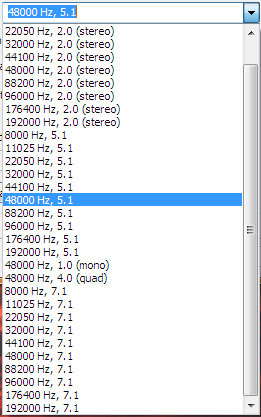 48000 Hz, 5.1
22050 Hz, 2.0 (stereo)
32000 Hz, 2.0 (stereo)
44100 Hz, 2.0 (stereo)
48000 Hz, 2.0 (stereo)
88200 Hz, 2.0 (stereo)
96000 Hz, 2.0 (stereo)
176400 Hz, 2.0 (stereo)
192000 Hz, 2.0 (stereo)
8000 Hz, 5.1
11025 Hz, 5.1
22050 Hz, 5.1
32000 Hz, 5.1
44100 Hz, 5.1
48000 Hz, 5.1
88200 Hz, 5.1
96000 Hz, 5.1
176400 Hz, 5.1
192000 Hz, 5.1
48000 Hz, 1.0 (mono)
48000 Hz, 4.0 (quad)
8000 Hz, 7.1
11025 Hz, 7.1
22050 Hz, 7.1
32000 Hz, 7.1
44100 Hz, 7.1
48000 Hz, 7.1
88200 Hz, 7.1
96000 Hz, 7.1
176400 Hz, 7.1
192000 Hz, 7.1